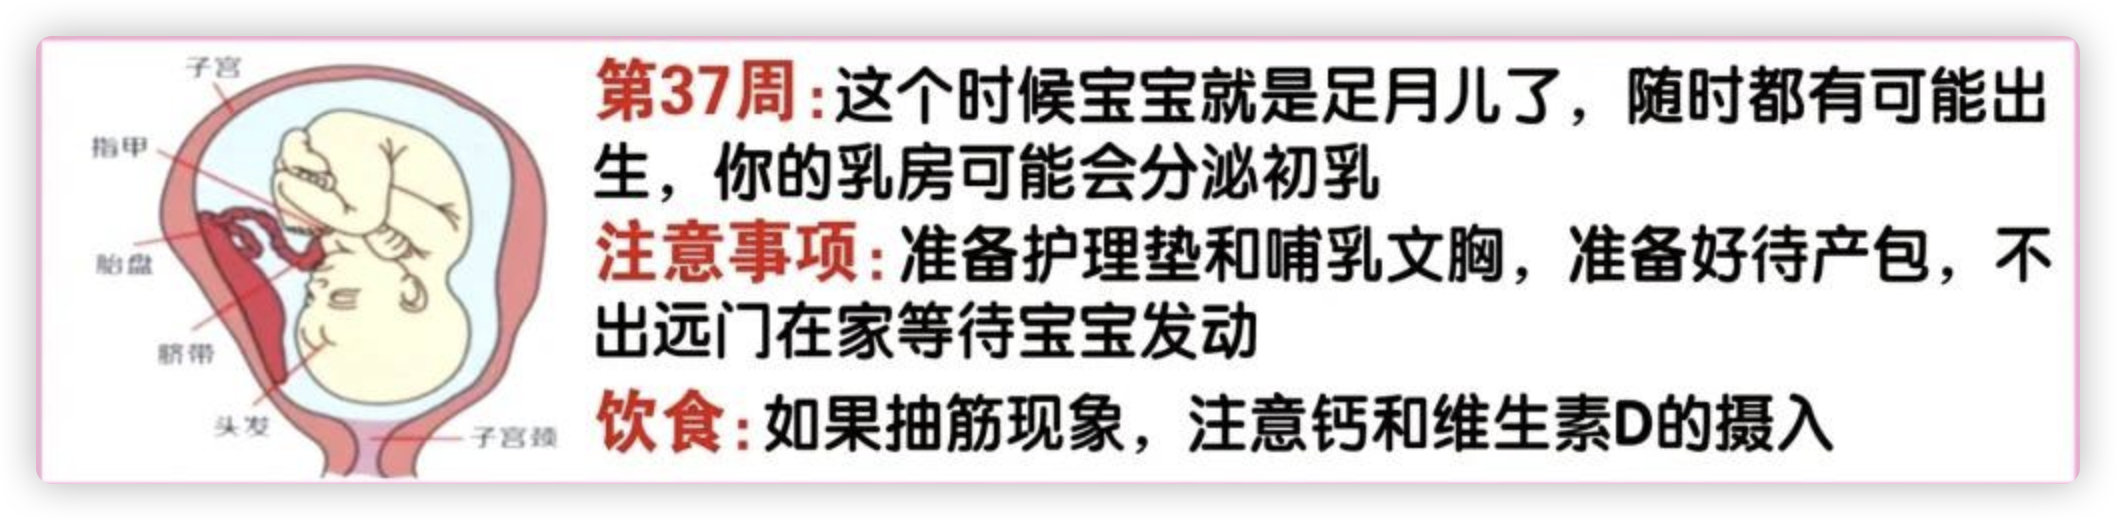 子宫
指甲
胎盘
脐带
头发
子宫颈
第37周:这个时候宝宝就是足月儿了，随时都有可能出
生，你的乳房可能会分泌初乳
注意事项:准备护理垫和哺乳文胸，准备好待产包，不
出远门在家等待宝宝发动
饮食:如果抽筋现象，注意钙和维生素D的摄入